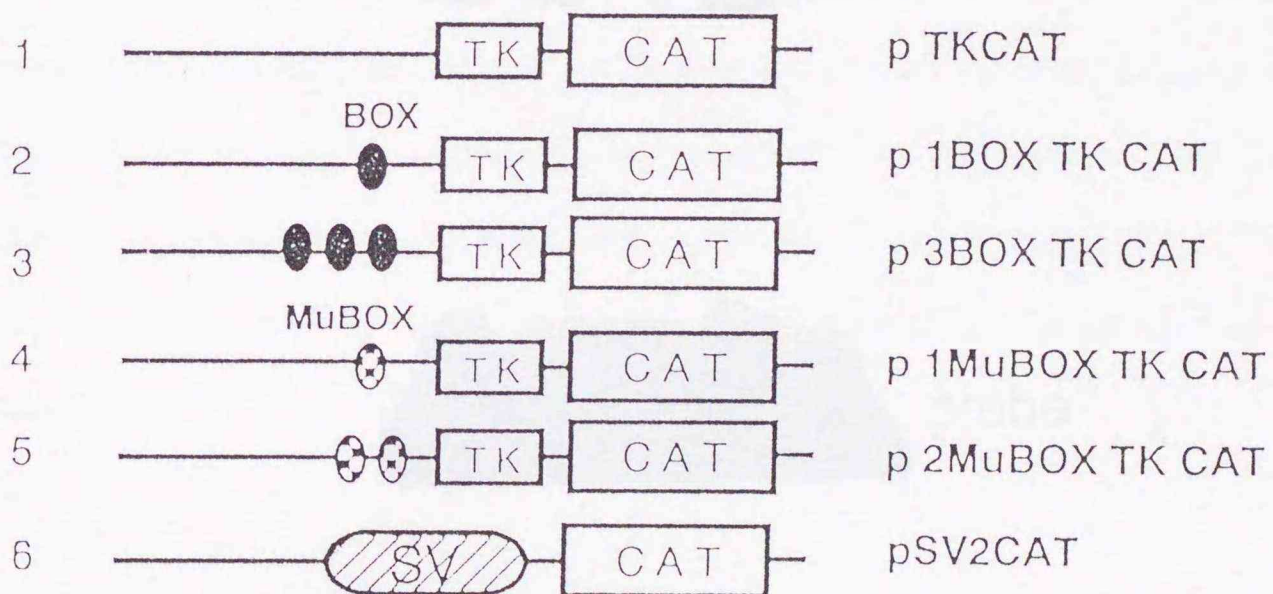 1 TK CAT p TKCAT
BOX
2 TK CAT p 1BOX TK CAT
3 TK CAT p 3BOX TK CAT
MuBOX
4 TK CAT p 1MuBOX TK CAT
5 TK CAT p 2MuBOX TK CAT
6 SV CAT pSV2CAT